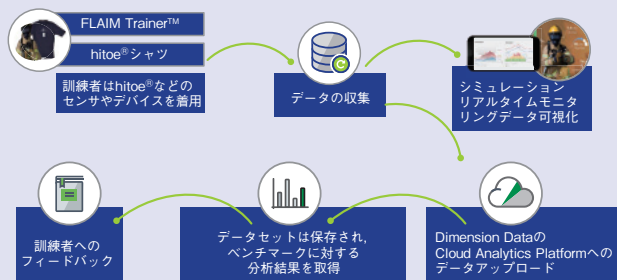 FLAIM Trainer™
hitoe®シャツ
訓練者はhitoe®などの
センサやデバイスを着用
データの収集
シミュレーション
リアルタイムモニタ
リングデータ可視化
訓練者への
フィードバック
データセットは保存され,
ベンチマークに対する
分析結果を取得
Dimension Dataの
Cloud Analytics Platformへの
データアップロード